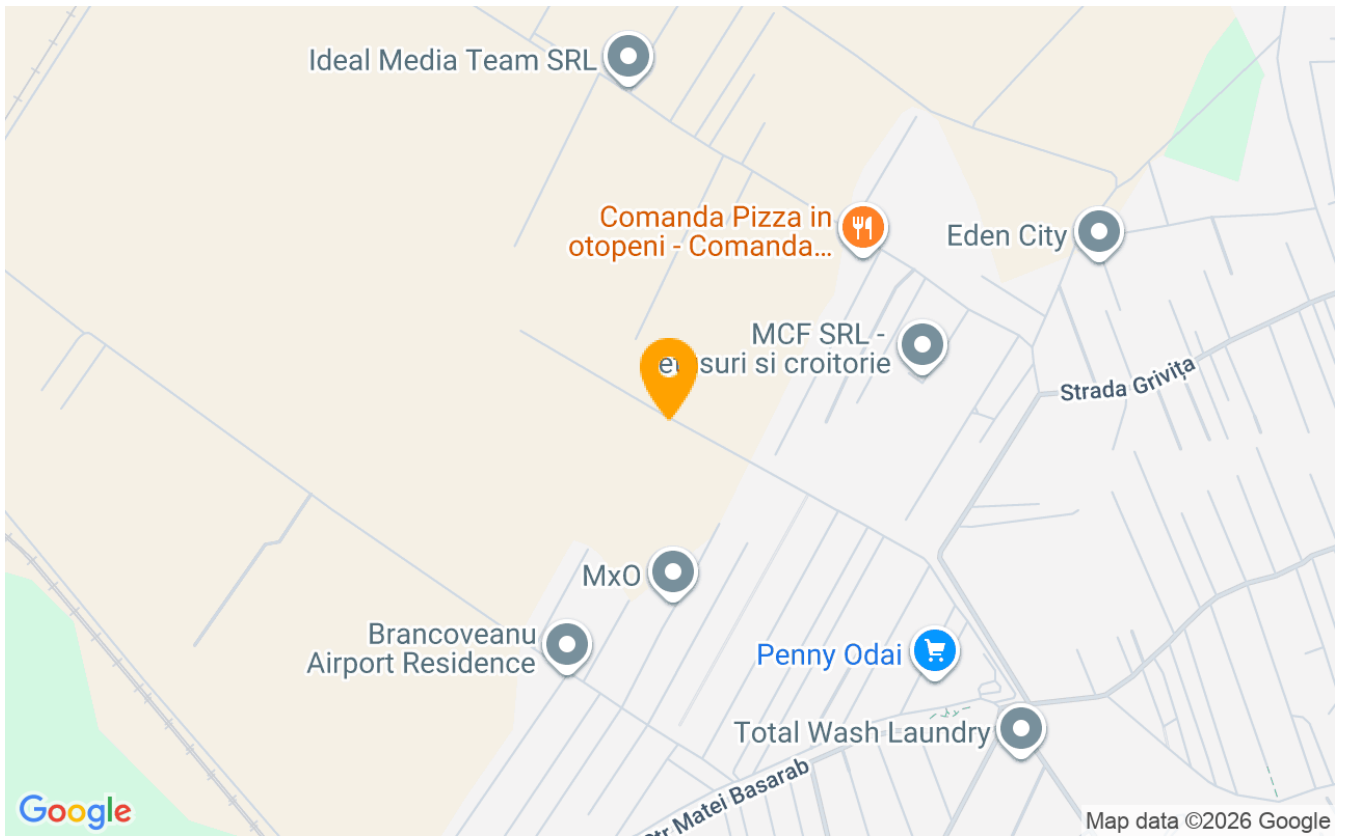 Ideal Media Team SRL
Comanda Pizza in
otopeni - Comanda...
Eden City
MCF SRL -
si croitorie
Strada Grivița
MxO
Brancoveanu
Airport Residence
Penny Odai
Total Wash Laundry
Str Matei Basarab
Google
Map data ©2026 Google